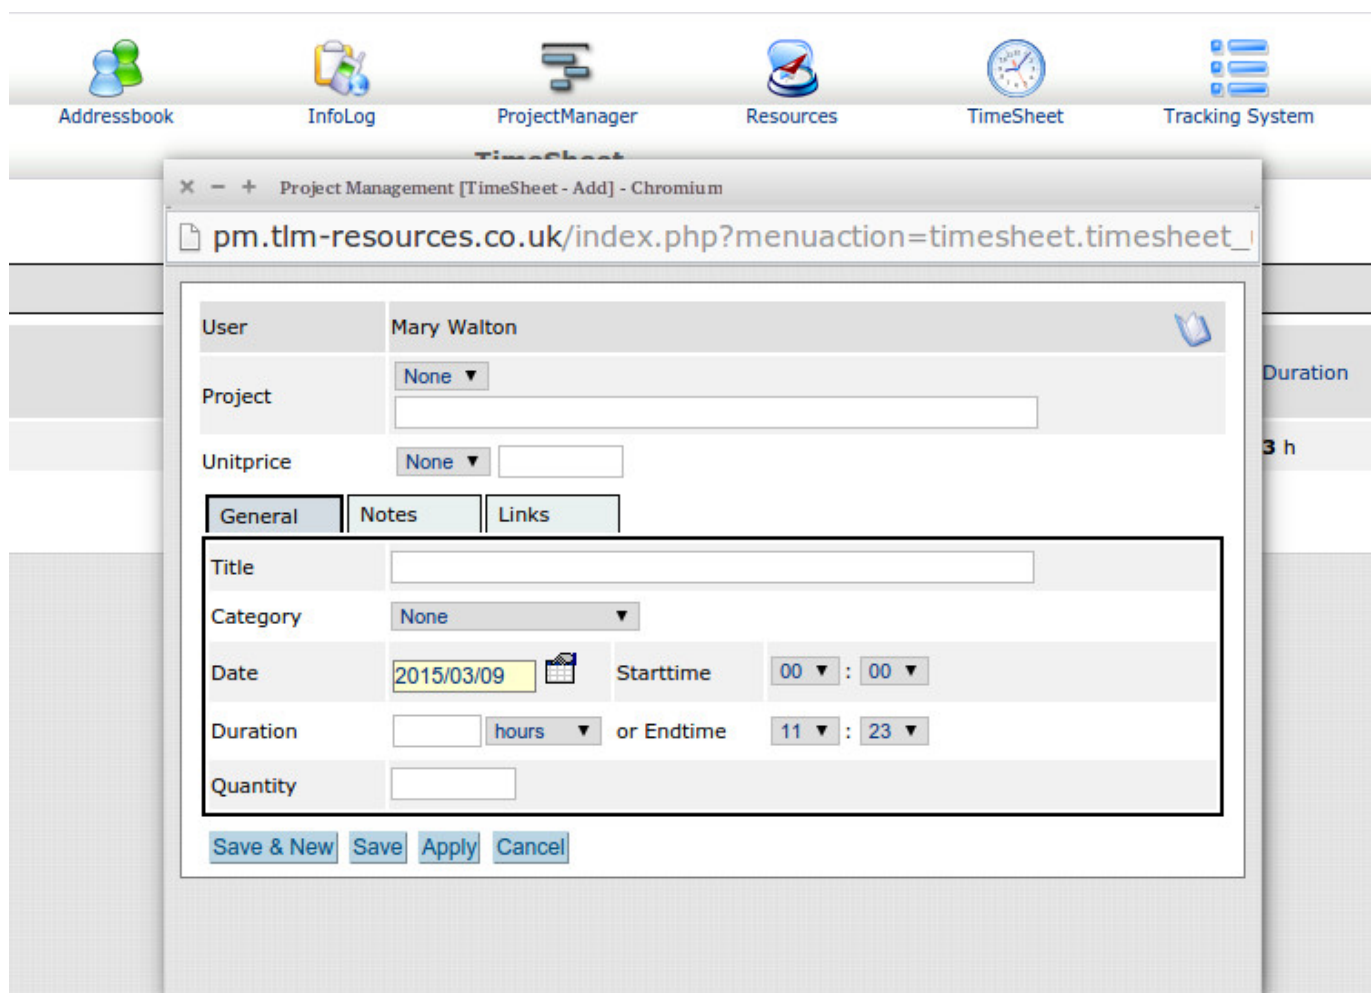 Addressbook InfoLog ProjectManager Resources TimeSheet Tracking System
TimeSheet
Project Management [TimeSheet - Add] - Chromium
pm.tlm-resources.co.uk/index.php?menuaction=timesheet.timesheet_
User Mary Walton
Duration
None
Project
3 h
Unitprice None
General Notes Links
Title
Category None
Date 2015/03/09 Starttime 00 : 00
Duration hours or Endtime 11 : 23
Quantity
Save & New Save Apply Cancel